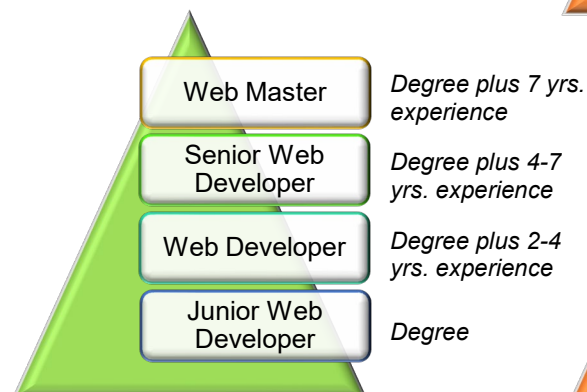 Web Master
Degree plus 7 yrs.
experience
Senior Web
Developer
Degree plus 4-7
yrs. experience
Web Developer
Degree plus 2-4
yrs. experience
Junior Web
Developer
Degree